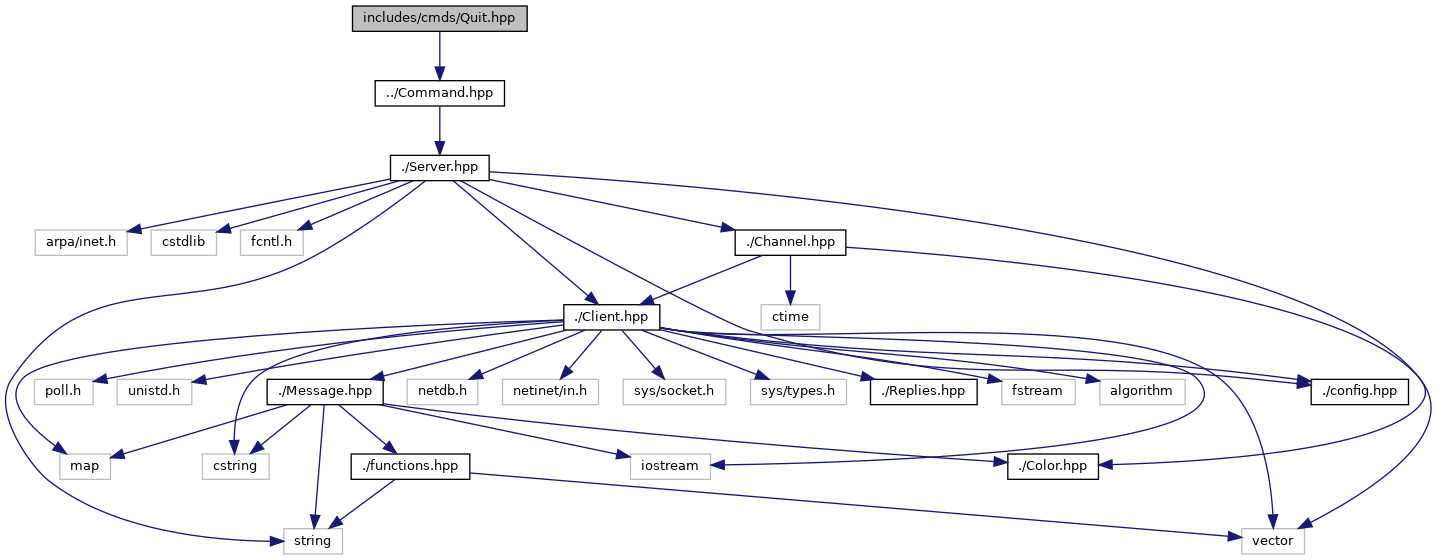 includes/cmds/Quit.hpp
../Command.hpp
./Server.hpp
arpa/inet.h
cstdlib
fcntl.h
./Channel.hpp
./Client.hpp
ctime
poll.h
unistd.h
./Message.hpp
netdb.h
netinet/in.h
sys/socket.h
sys/types.h
./Replies.hpp
fstream
algorithm
./config.hpp
map
cstring
./functions.hpp
iostream
./Color.hpp
string
vector